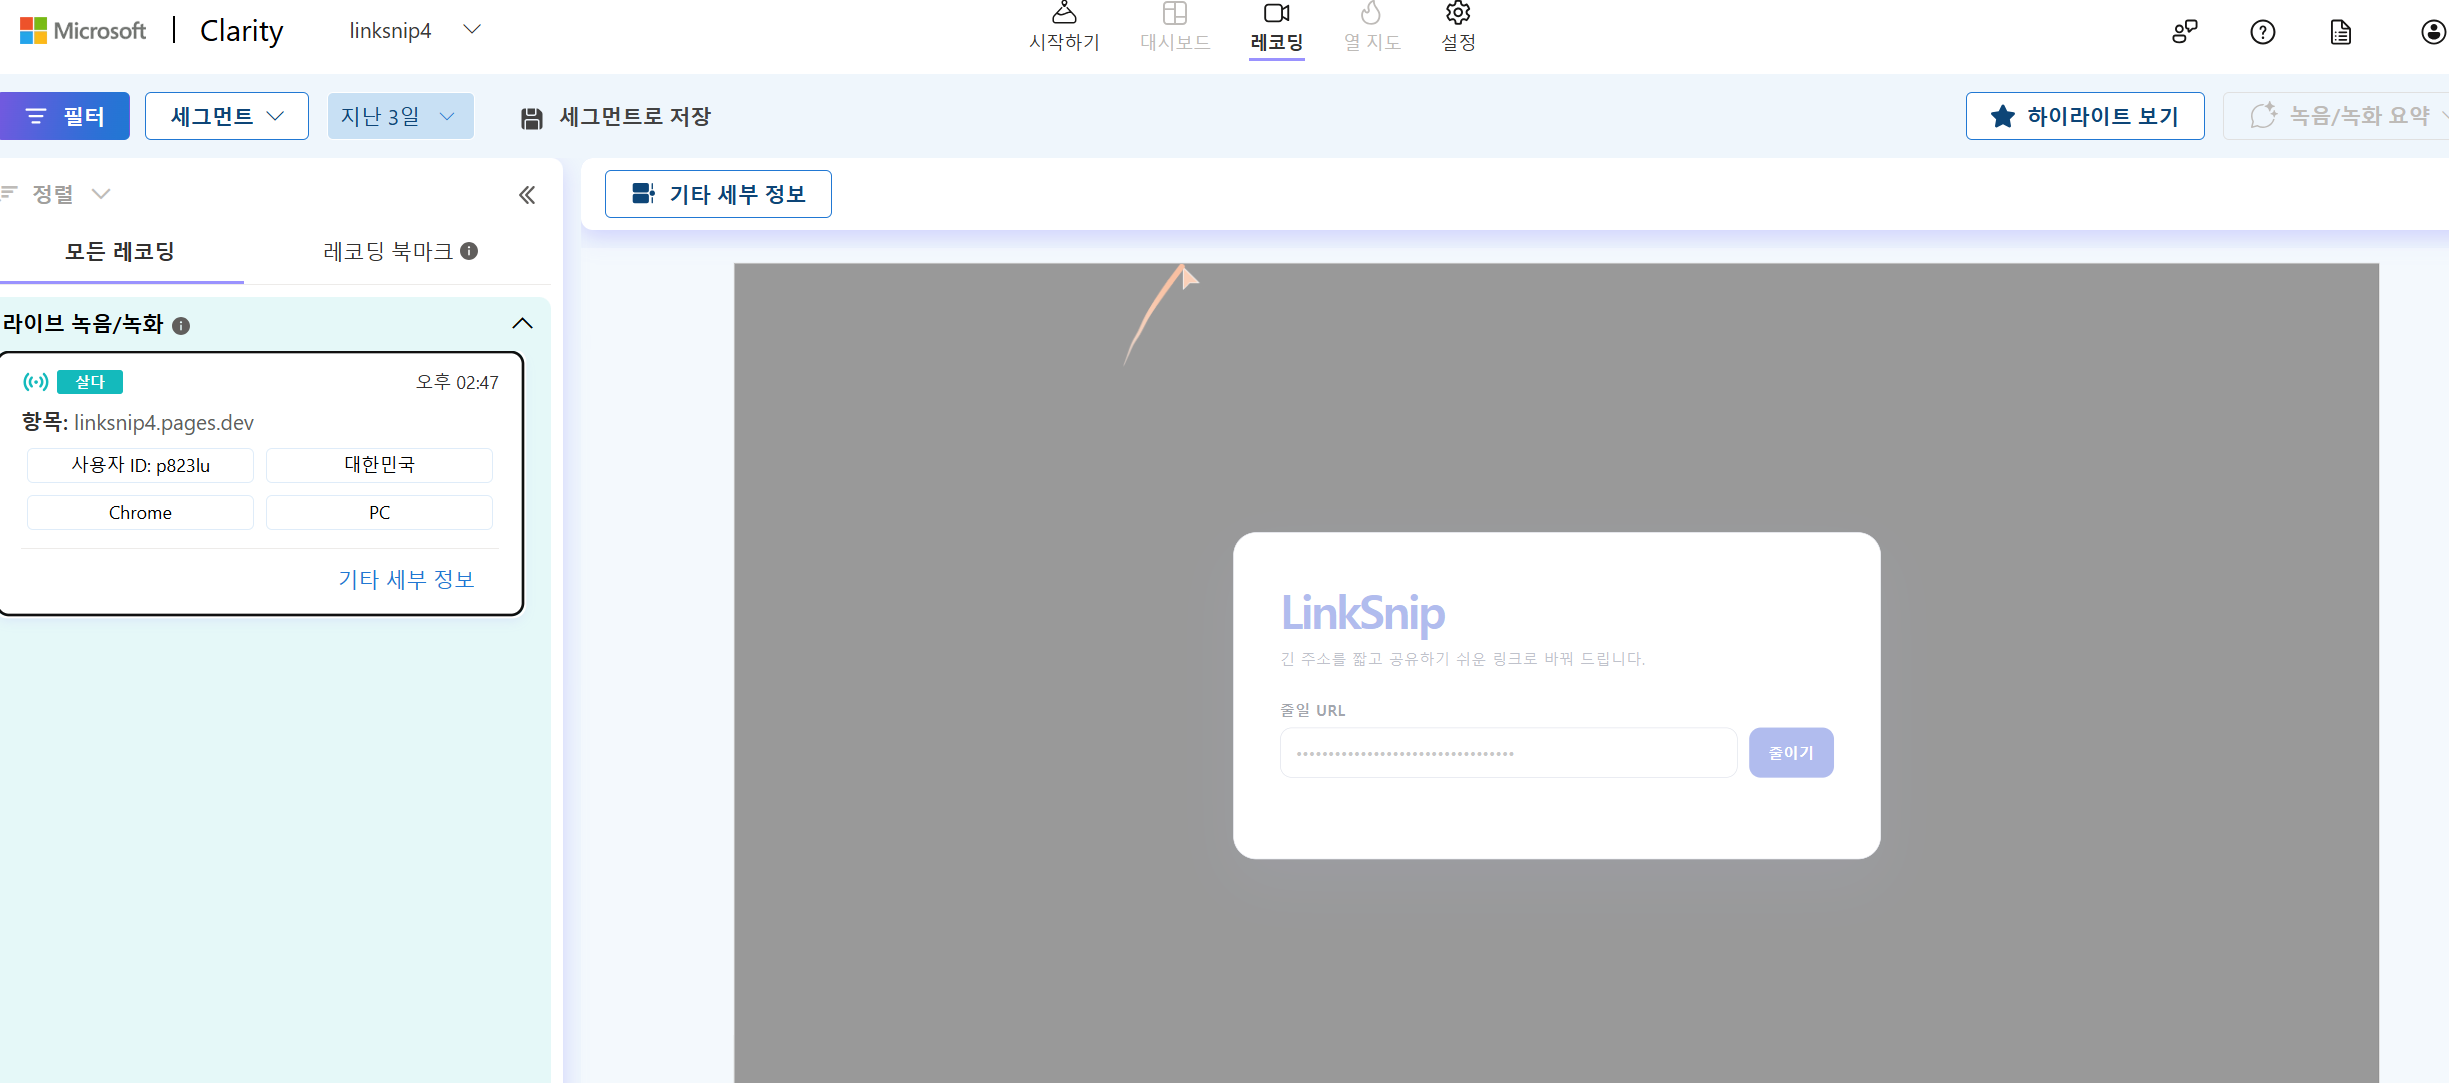 Microsoft | Clarity linksnip4
시작하기 대시보드 레코딩 열 지도 설정
필터 세그먼트 지난 3일 세그먼트로 저장 하이라이트 보기 녹음/녹화 요약
정렬
기타 세부 정보
모든 레코딩 레코딩 북마크
라이브 녹음/녹화
살다 오후 02:47
항목: linksnip4.pages.dev
사용자 ID: p823lu 대한민국
Chrome PC
기타 세부 정보
LinkSnip
긴 주소를 짧고 공유하기 쉬운 링크로 바꿔 드립니다.
줄일 URL
•••••••••••••••••••••••••••••••••• 줄이기